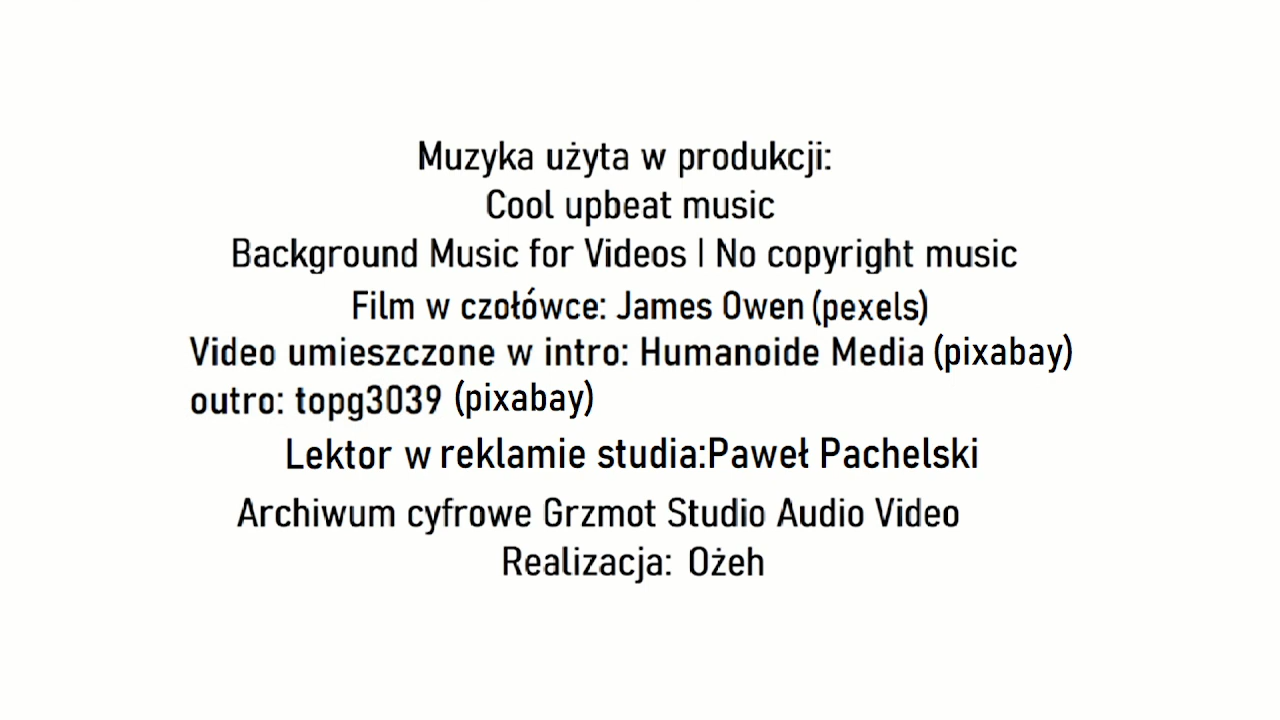 Muzyka użyta w produkcji:
Cool upbeat music
Background Music for Videos | No copyright music
Film w czołówce: James Owen (pexels)
Video umieszczone w intro: Humanoide Media (pixabay)
outro: topg3039 (pixabay)
Lektor w reklamie studia:Paweł Pachelski
Archiwum cyfrowe Grzmot Studio Audio Video
Realizacja: Ożeh